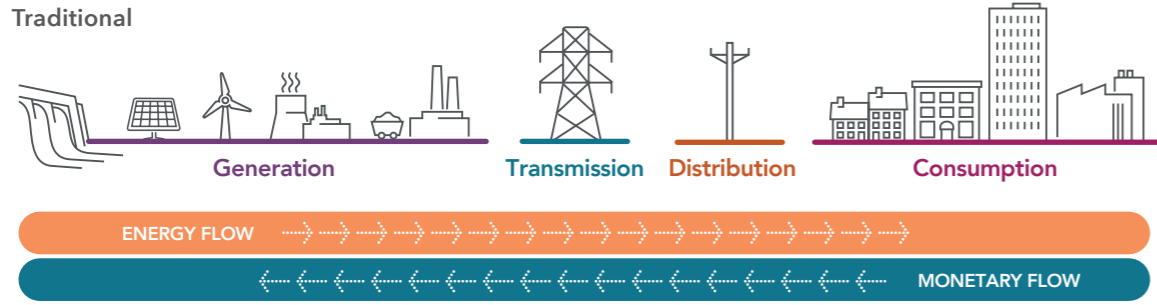 Traditional
Generation
Transmission
Distribution
Consumption
ENERGY FLOW
MONETARY FLOW